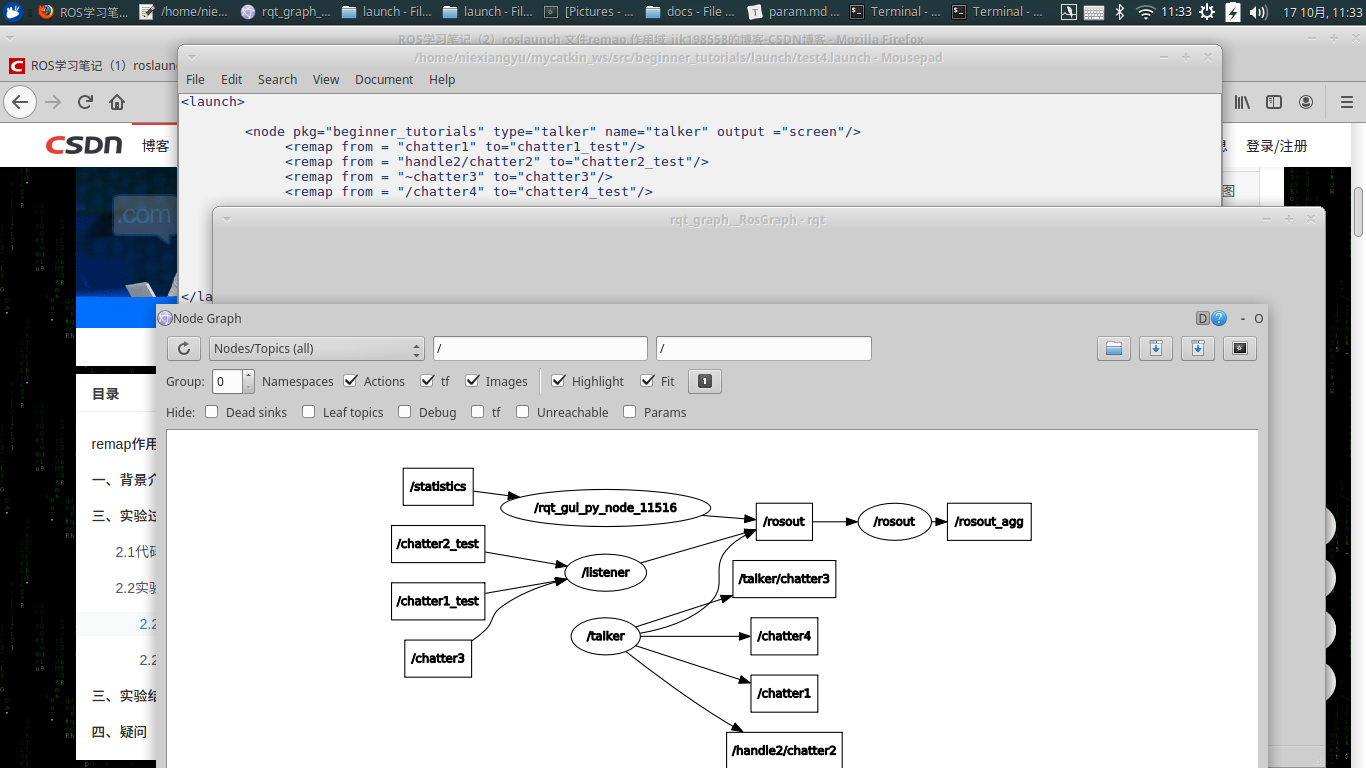 ROS学习笔...
/home/nie...
rqt_graph_...
launch - Fil...
launch - Fil...
[Pictures - ...
docs - File ...
param.md ...
Terminal - ...
Terminal - ...
11:33
17 10月, 11:33
ROS学习笔记（2）roslaunch 文件remap 作用域_jik198558的博客-CSDN博客 - Mozilla Firefox
ROS学习笔记（1）roslaun
/home/niexiangyu/mycatkin_ws/src/beginner_tutorials/launch/test4.launch - Mousepad
File Edit Search View Document Help
CSDN 博客
登录/注册
图
<launch>
<node pkg="beginner_tutorials" type="talker" name="talker" output ="screen"/>
<remap from = "chatter1" to="chatter1_test"/>
<remap from = "handle2/chatter2" to="chatter2_test"/>
<remap from = "~chatter3" to="chatter3"/>
<remap from = "/chatter4" to="chatter4_test"/>
</la
.com
rqt_graph__RosGraph - rqt
Node Graph
D ? - O
Nodes/Topics (all) / /
Group: 0 Namespaces Actions tf Images Highlight Fit 1
Hide: Dead sinks Leaf topics Debug tf Unreachable Params
目录
remap作用
一、背景介
三、实验过
2.1代码
2.2实验
2.2
2.2
三、实验结
四、疑问
/statistics
/rqt_gui_py_node_11516
/rosout
/rosout
/rosout_agg
/chatter2_test
/listener
/talker/chatter3
/chatter1_test
/talker
/chatter4
/chatter3
/chatter1
/handle2/chatter2